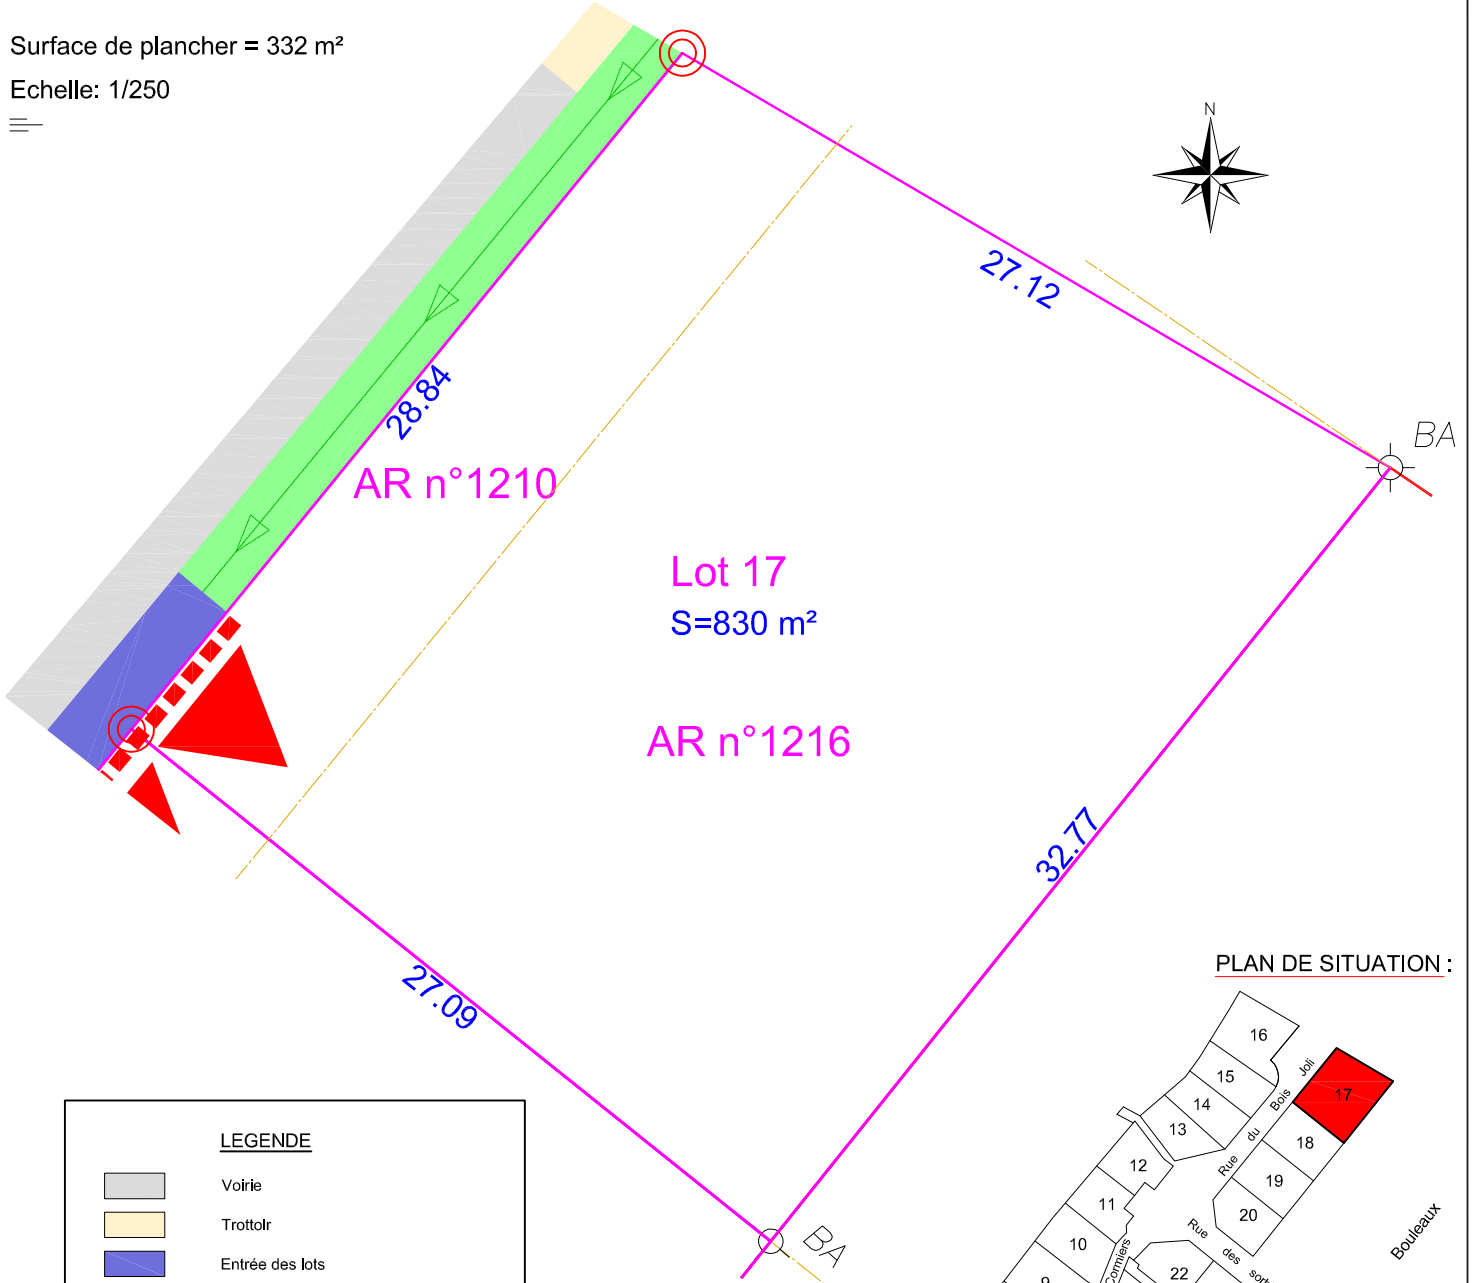 Surface de plancher = 332 m²
Echelle: 1/250
N
27.12
28.84
BA
AR n°1210
Lot 17
S=830 m²
AR n°1216
32.77
27.09
BA
PLAN DE SITUATION :
16
15
14
13
12
11
10
9
17
18
19
20
22
Rue du Bois Joli
Rue des
Cormiers
Bouleaux
LEGENDE
Voirie
Trottoir
Entrée des lots